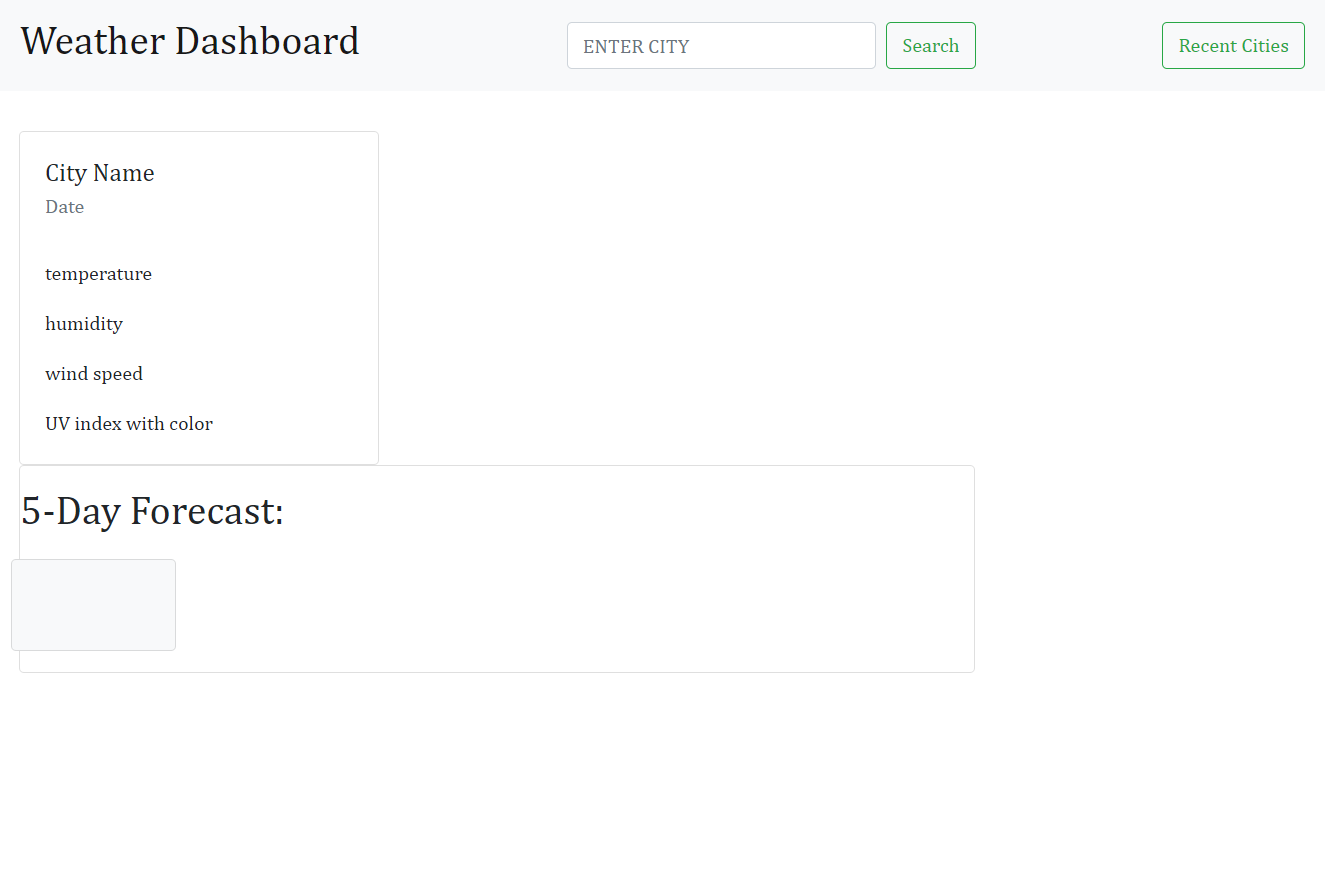 Weather Dashboard
ENTER CITY
Search
Recent Cities
City Name
Date
temperature
humidity
wind speed
UV index with color
5-Day Forecast: